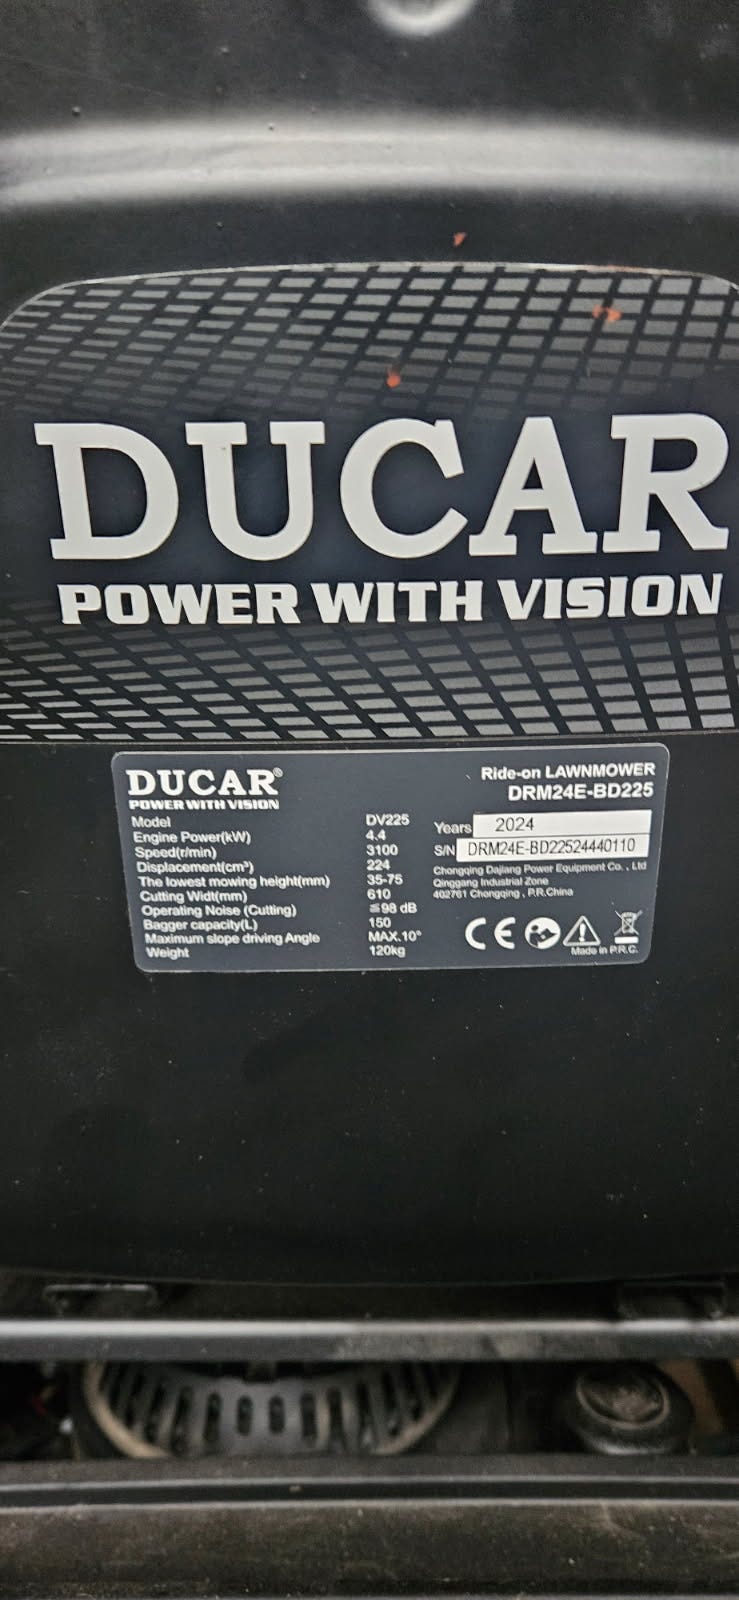 DUCAR
POWER WITH VISION
DUCAR®
POWER WITH VISION
Ride-on LAWNMOWER
DRM24E-BD225
Model DV225
Engine Power(kW) 4.4
Speed(r/min) 3100
Displacement(cm³) 224
The lowest mowing height(mm) 35-75
Cutting Widt(mm) 610
Operating Noise (Cutting) ≦98 dB
Bagger capacity(L) 150
Maximum slope driving Angle MAX.10°
Weight 120kg
Years 2024
S/N DRM24E-BD22524440110
Chongqing Dajiang Power Equipment Co., Ltd
Qinggang Industrial Zone
402761 Chongqing, P.R.China
CE
Made in P.R.C.